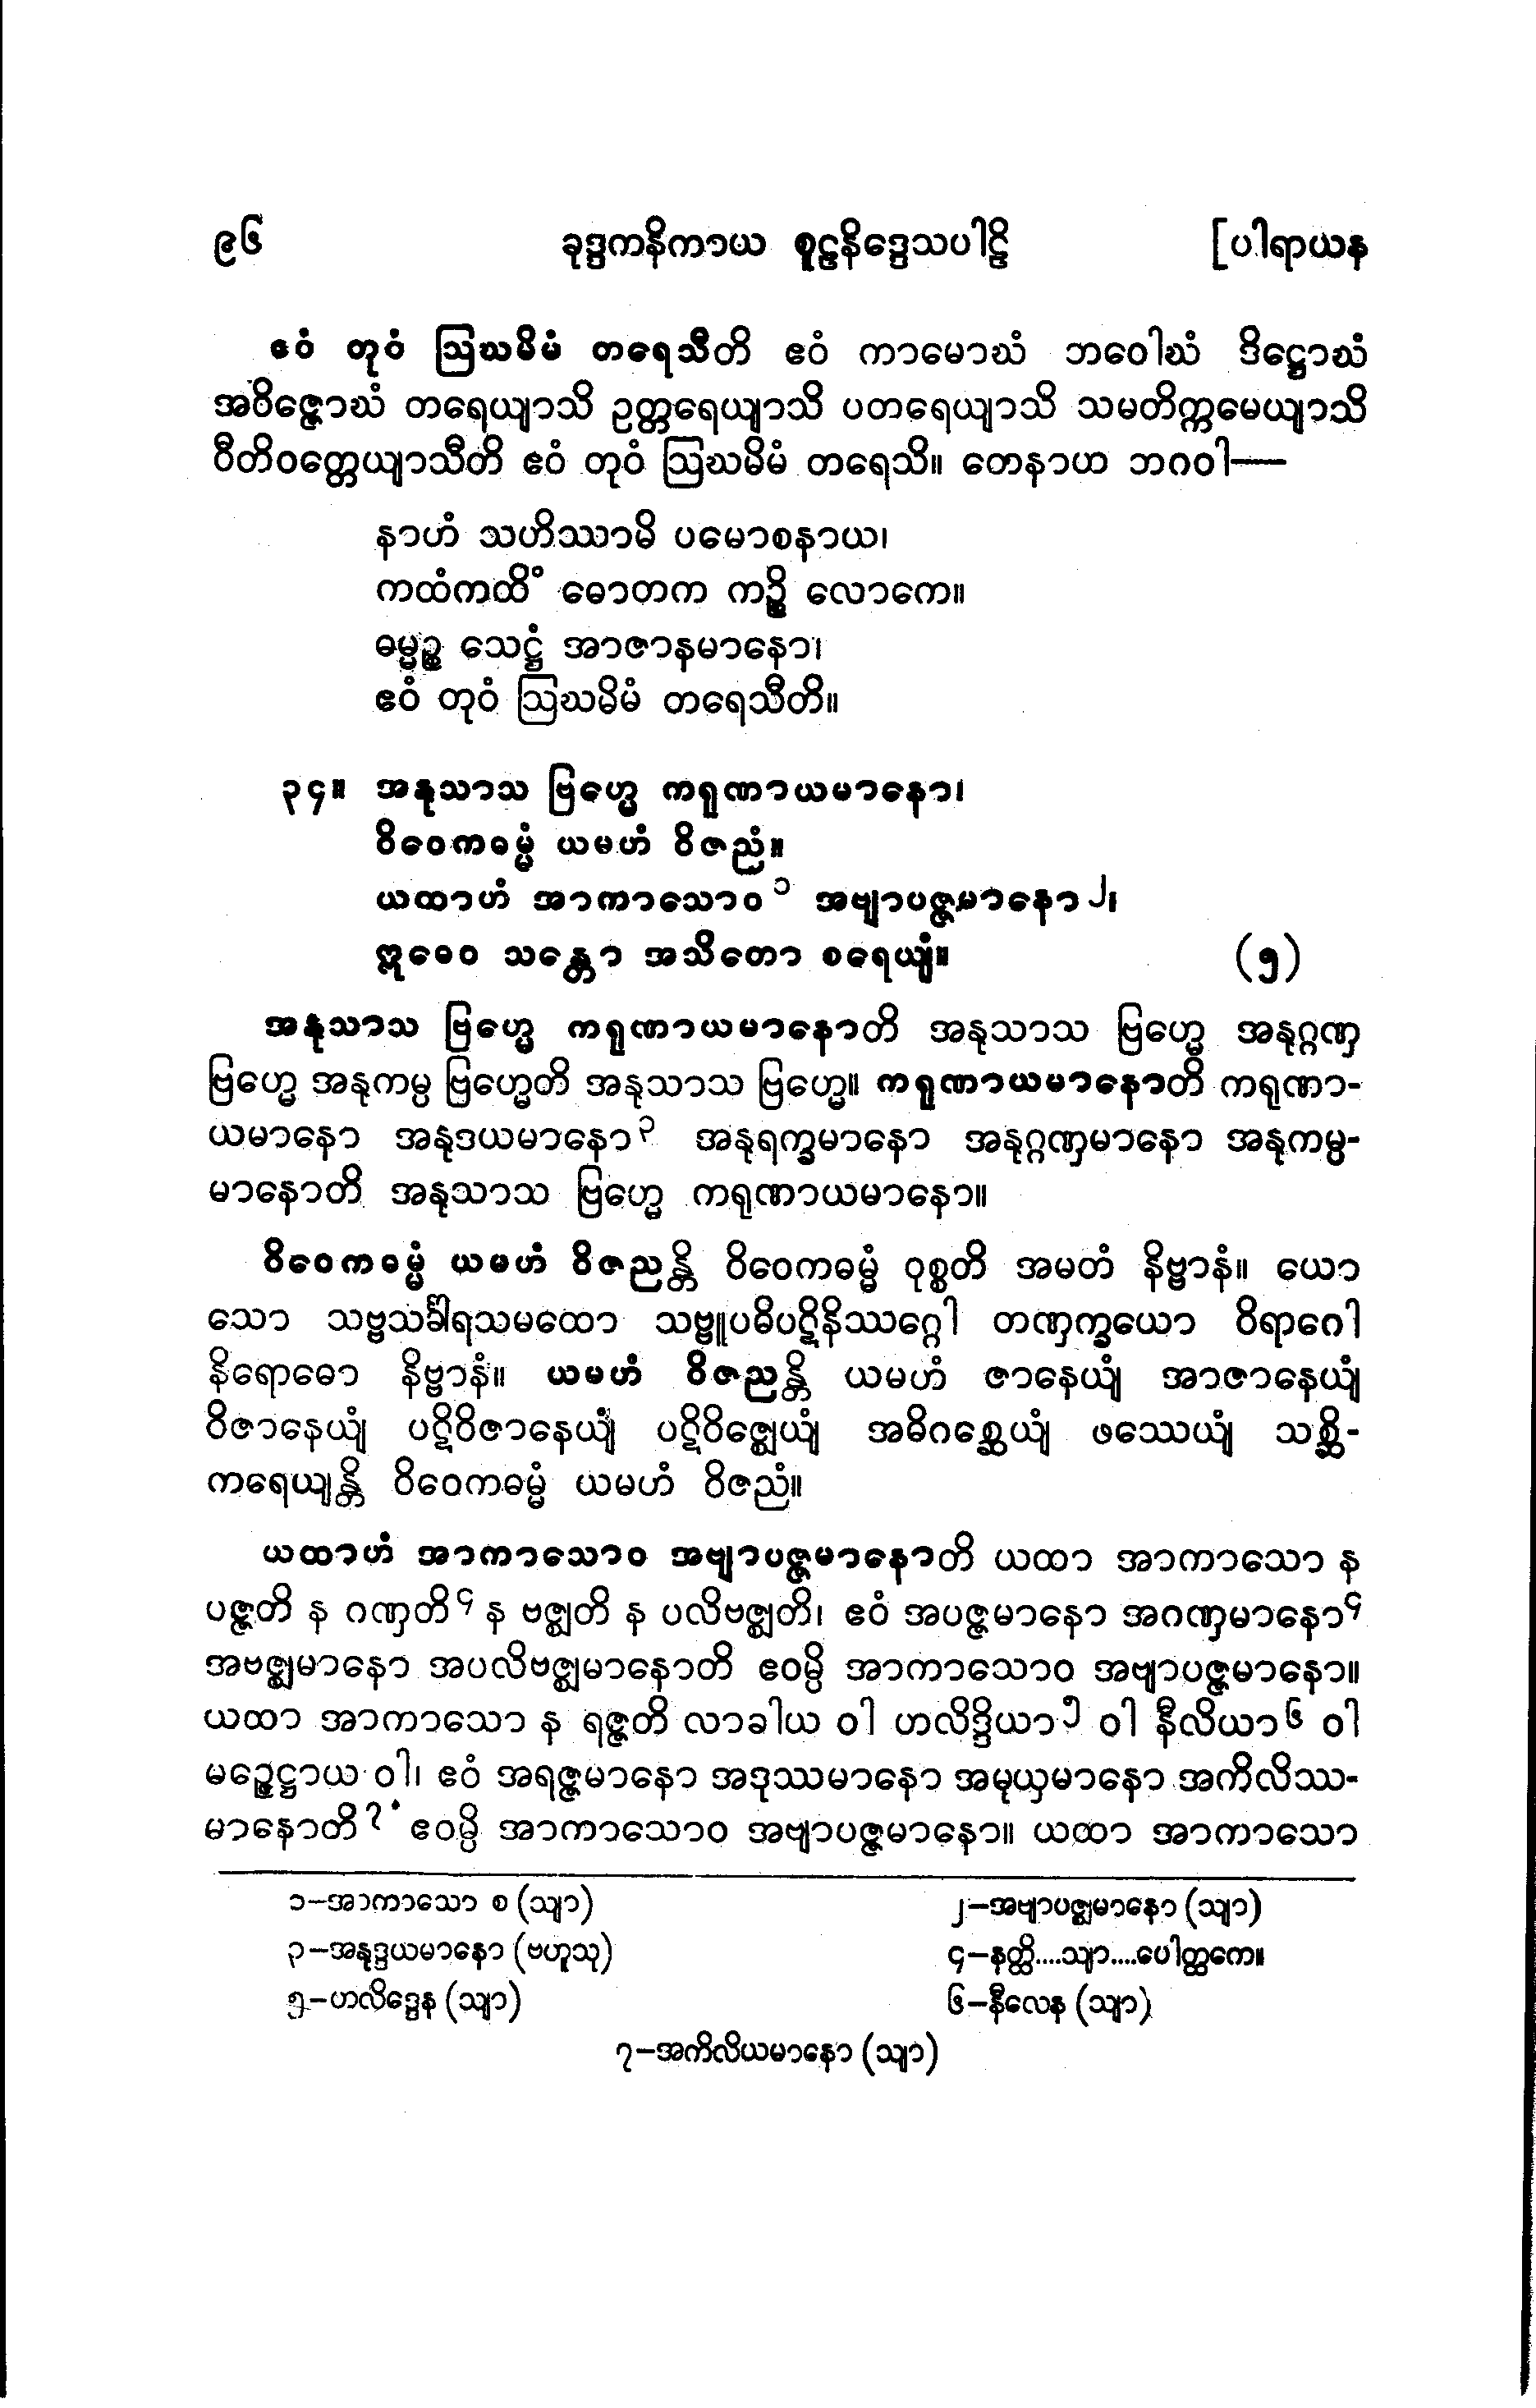 ၉၆ ခုဒ္ဒကနိကာယ စူဠနိဒ္ဒေသပါဠိ [ပါရာယန
ဧဝံ တုဝံ ဩဃမိမံ တရေသီတိ ဧဝံ ကာမောဃံ ဘဝေါဃံ ဒိဋ္ဌောဃံ
အဝိဇ္ဇောဃံ တရေယျာသိ ဥတ္တရေယျာသိ ပတရေယျာသိ သမတိက္ကမေယျာသိ
ဝီတိဝတ္တေယျာသီတိ ဧဝံ တုဝံ ဩဃမိမံ တရေသိ။ တေနာဟ ဘဂဝါ—
နာဟံ သဟိဿာမိ ပမောစနာယ၊
ကထံကထိံ ဓောတက ကဉ္စိ လောကေ။
ဓမ္မဉ္စ သေဋ္ဌံ အာဇာနမာနော၊
ဧဝံ တုဝံ ဩဃမိမံ တရေသီတိ။
၃၄။ အနုသာသ ဗြဟ္မေ ကရုဏာယမာနော၊
ဝိဝေကဓမ္မံ ယမဟံ ဝိဇညံ။
ယထာဟံ အာကာသောဝ၁ အဗျာပဇ္ဇမာနော၂၊
ဣဓေဝ သန္တော အသိတော စရေယျံ။ (၅)
အနုသာသ ဗြဟ္မေ ကရုဏာယမာနောတိ အနုသာသ ဗြဟ္မေ အနုဂ္ဂဏှ
ဗြဟ္မေ အနုကမ္ပ ဗြဟ္မေတိ အနုသာသ ဗြဟ္မေ။ ကရုဏာယမာနောတိ ကရုဏာ-
ယမာနော အနုဒယမာနော၃ အနုရက္ခမာနော အနုဂ္ဂဏှမာနော အနုကမ္ပ-
မာနောတိ အနုသာသ ဗြဟ္မေ ကရုဏာယမာနော။
ဝိဝေကဓမ္မံ ယမဟံ ဝိဇညန္တိ ဝိဝေကဓမ္မံ ဝုစ္စတိ အမတံ နိဗ္ဗာနံ။ ယော
သော သဗ္ဗသင်္ခါရသမထော သဗ္ဗူပဓိပဋိနိဿဂ္ဂေါ တဏှက္ခယော ဝိရာဂေါ
နိရောဓော နိဗ္ဗာနံ။ ယမဟံ ဝိဇညန္တိ ယမဟံ ဇာနေယျံ အာဇာနေယျံ
ဝိဇာနေယျံ ပဋိဝိဇာနေယျံ ပဋိဝိဇ္ဈေယျံ အဓိဂစ္ဆေယျံ ဖဿေယျံ သစ္ဆိ-
ကရေယျန္တိ ဝိဝေကဓမ္မံ ယမဟံ ဝိဇညံ။
ယထာဟံ အာကာသောဝ အဗျာပဇ္ဇမာနောတိ ယထာ အာကာသော န
ပဇ္ဇတိ န ဂဏှတိ၄ န ဗဇ္ဈတိ န ပလိဗဇ္ဈတိ၊ ဧဝံ အပဇ္ဇမာနော အဂဏှမာနော၄
အဗဇ္ဈမာနော အပလိဗဇ္ဈမာနောတိ ဧဝမ္ပိ အာကာသောဝ အဗျာပဇ္ဇမာနော။
ယထာ အာကာသော န ရဇ္ဇတိ လာခါယ ဝါ ဟလိဒ္ဒိယာ၅ ဝါ နီလိယာ၆ ဝါ
မဉ္ဇေဋ္ဌာယ ဝါ၊ ဧဝံ အရဇ္ဇမာနော အဒုဿမာနော အမုယှမာနော အကိလိဿ-
မာနောတိ၇ ဧဝမ္ပိ အာကာသောဝ အဗျာပဇ္ဇမာနော။ ယထာ အာကာသော
၁-အာကာသော စ (သျာ) ၂-အဗျာပဇ္ဈမာနော (သျာ)
၃-အနုဒ္ဒယမာနော (ဗဟူသု) ၄-နတ္ထိ....သျာ....ပေါတ္ထကေ။
၅-ဟလိဒ္ဒေန (သျာ) ၆-နီလေန (သျာ)
၇-အကိလိယမာနော (သျာ)